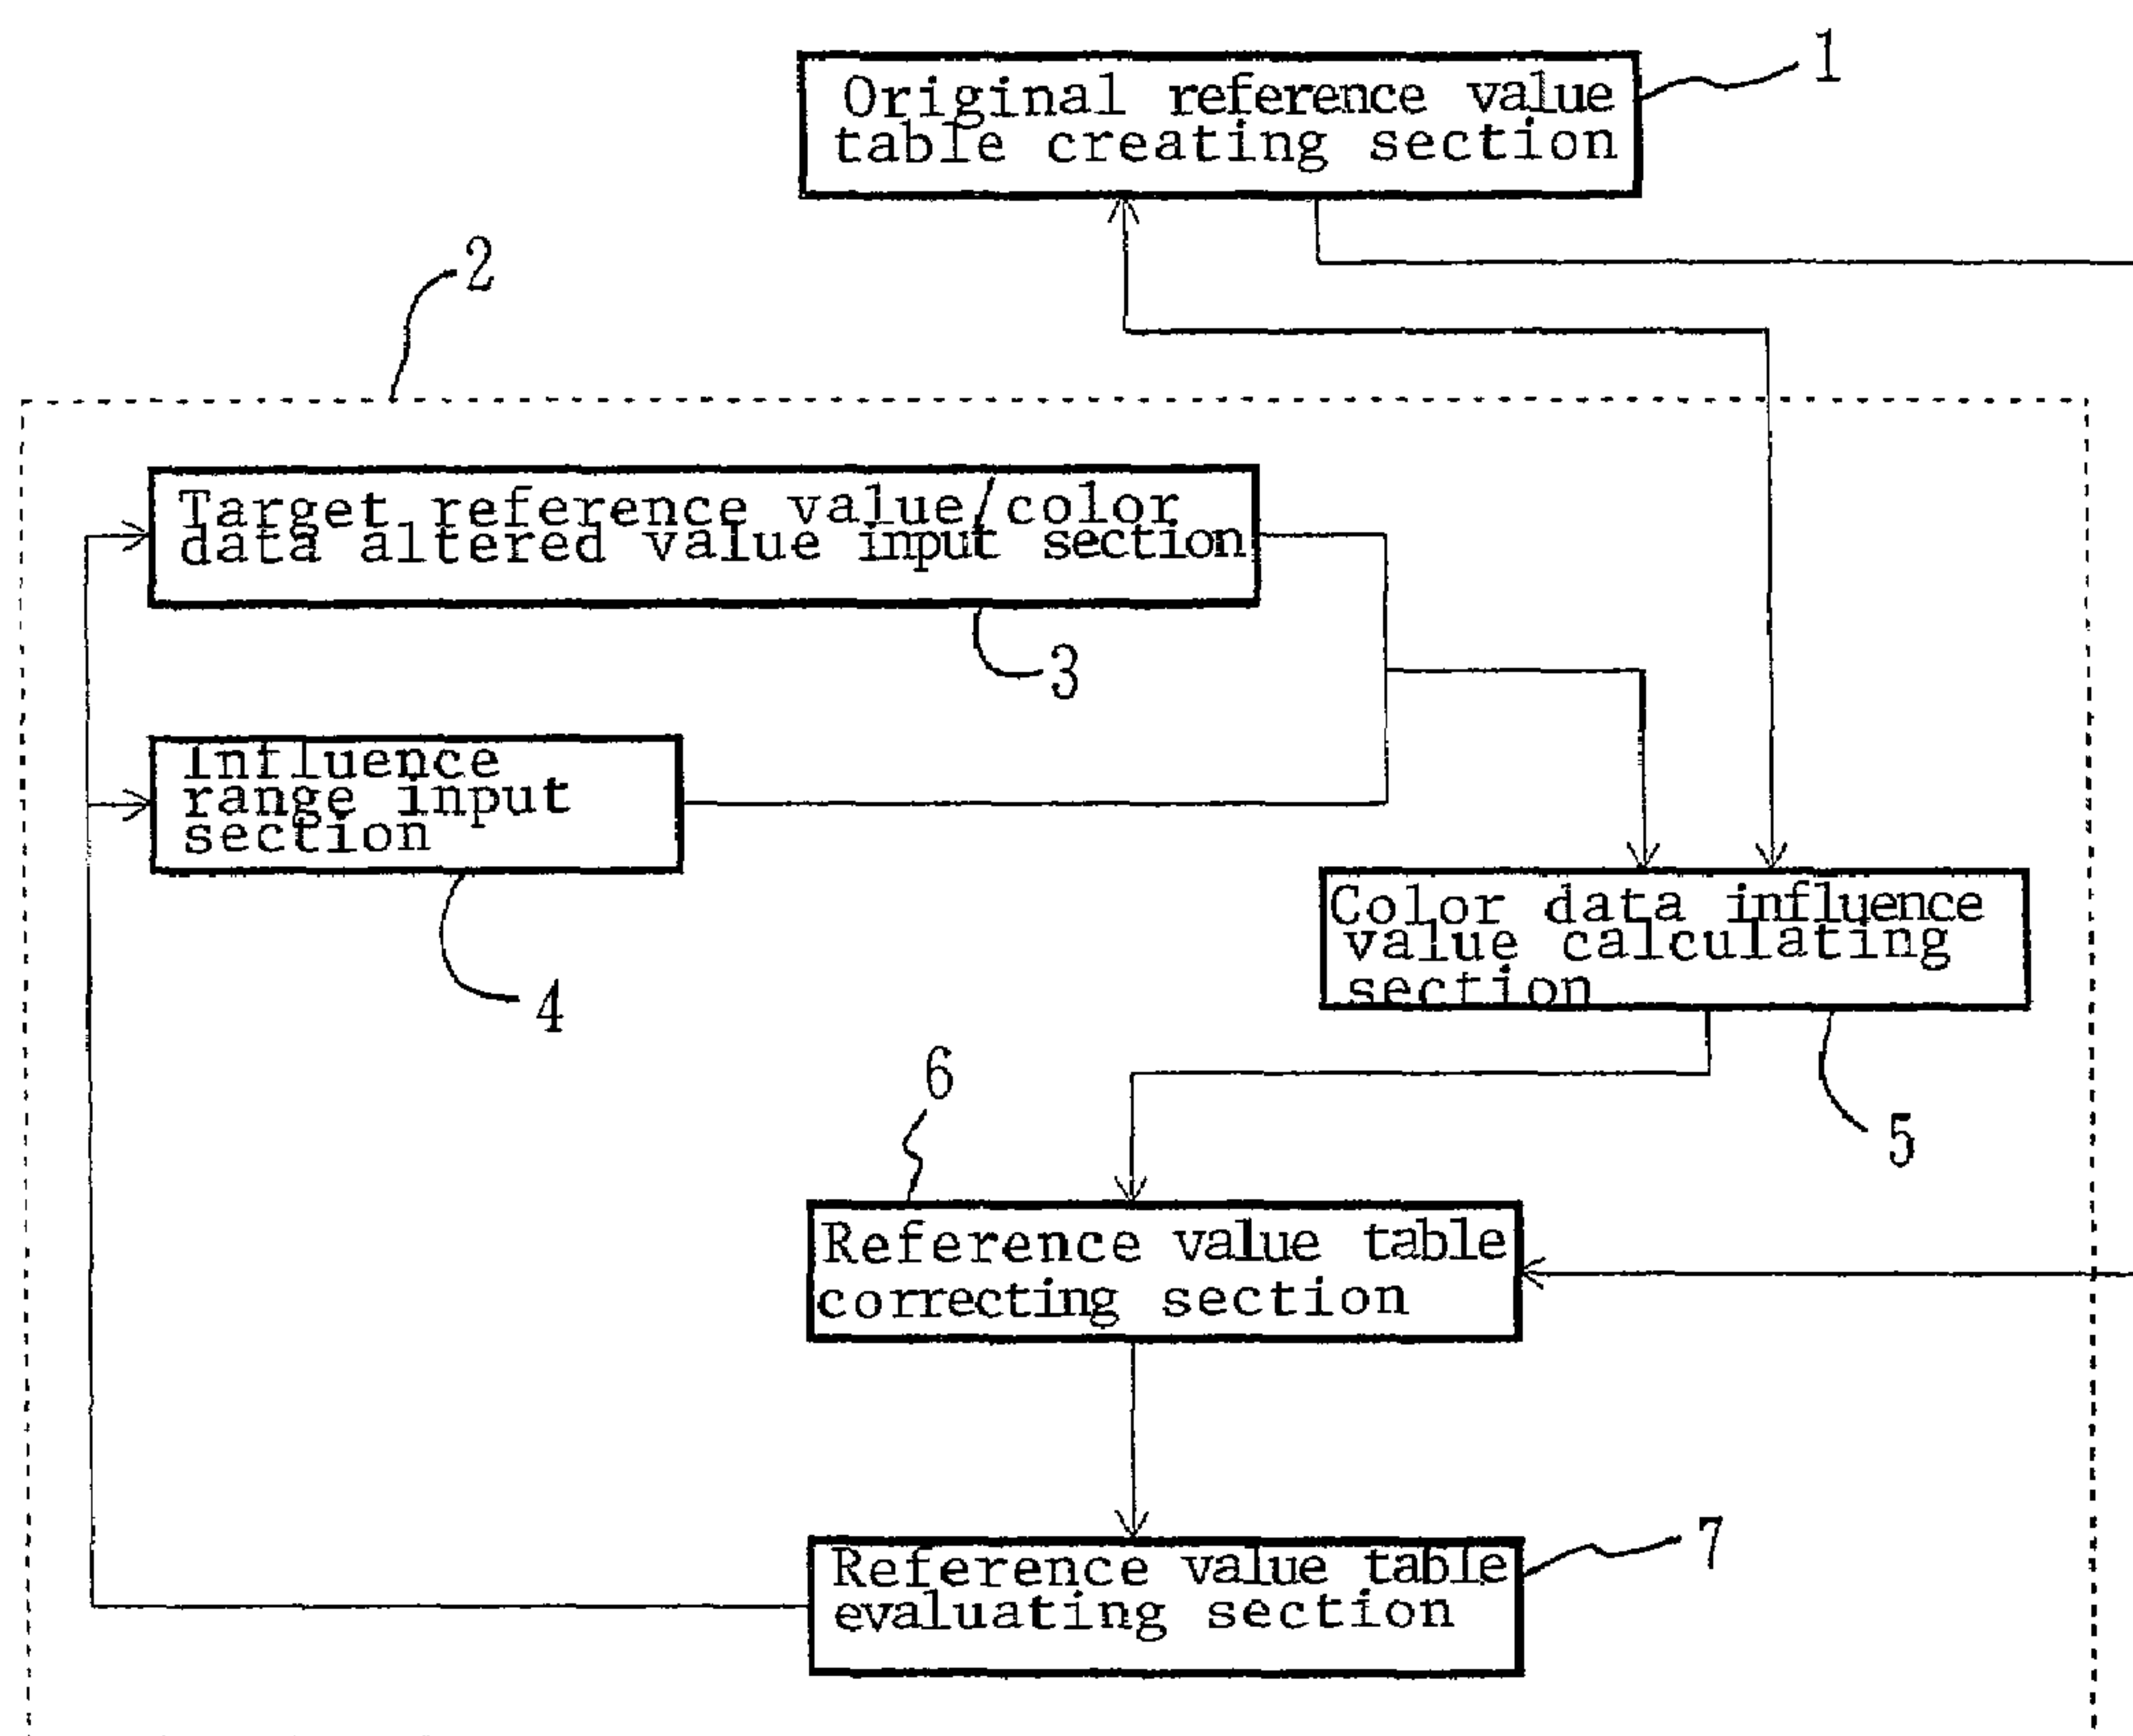 1
Original reference value
table creating section
2
Target reference value/color
data altered value input section
3
Influence
range input
section
4
Color data influence
value calculating
section
5
6
Reference value table
correcting section
7
Reference value table
evaluating section